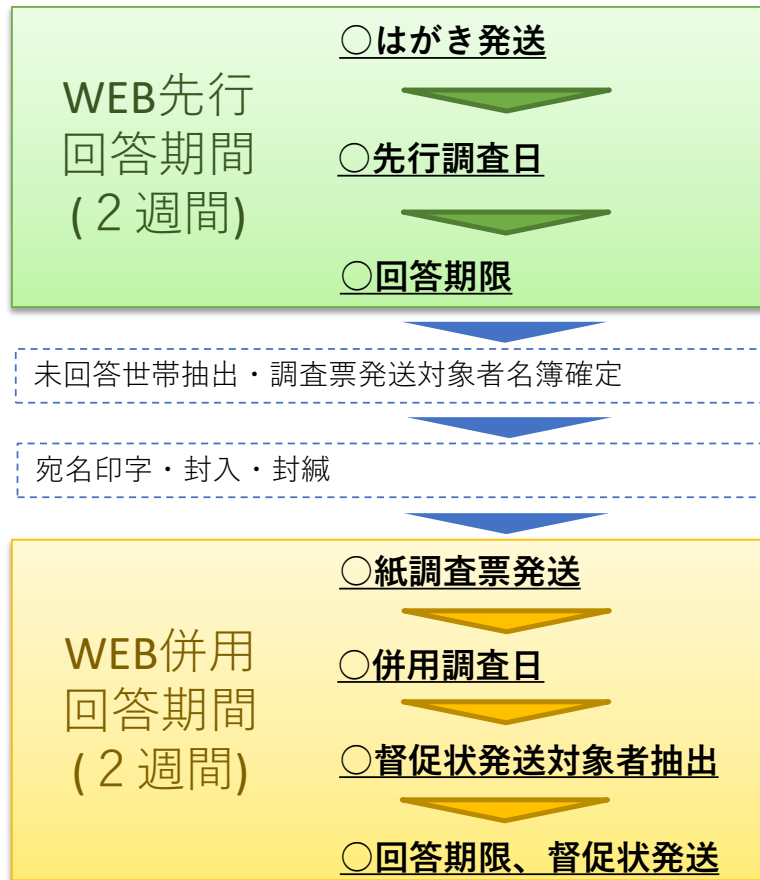 WEB先行
回答期間
(２週間)
○はがき発送
○先行調査日
○回答期限
未回答世帯抽出・調査票発送対象者名簿確定
宛名印字・封入・封緘
WEB併用
回答期間
(２週間)
○紙調査票発送
○併用調査日
○督促状発送対象者抽出
○回答期限、督促状発送